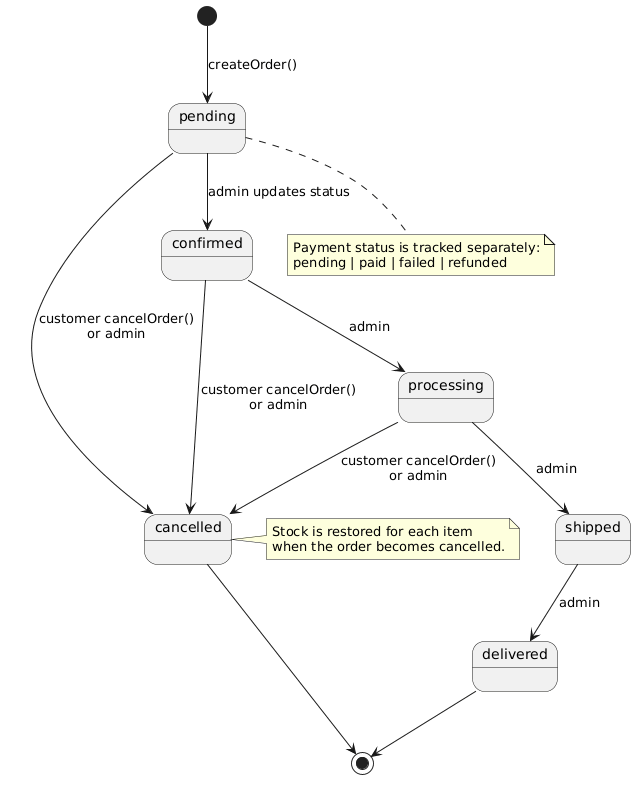 createOrder()
pending
admin updates status
confirmed
Payment status is tracked separately:
pending | paid | failed | refunded
customer cancelOrder()
or admin
admin
customer cancelOrder()
or admin
processing
customer cancelOrder()
or admin
admin
cancelled
Stock is restored for each item
when the order becomes cancelled.
shipped
admin
delivered